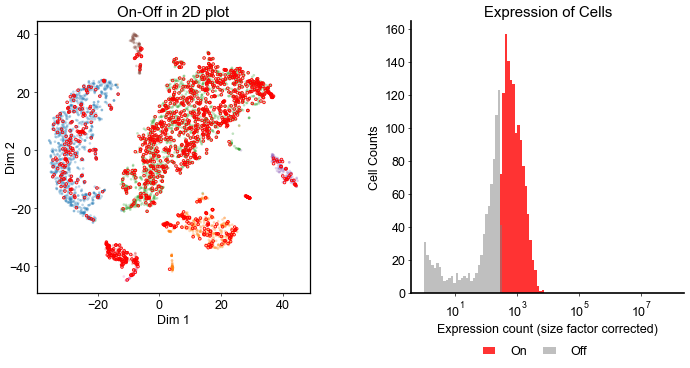 On-Off in 2D plot
40
20
0
−20
−40
Dim 2
−20
0
20
40
Dim 1
Expression of Cells
160
140
120
100
80
60
40
20
0
Cell Counts
10^1
10^3
10^5
10^7
Expression count (size factor corrected)
On
Off